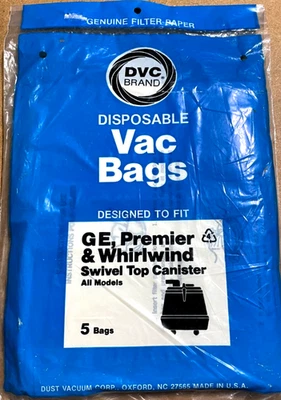 GENUINE FILTER PAPER
DVC
BRAND
DISPOSABLE
Vac
Bags
DESIGNED TO FIT
GE, Premier
& Whirlwind
Swivel Top Canister
All Models
5 Bags
DUST VACUUM CORP. OXFORD, NC 27565 MADE IN U.S.A.